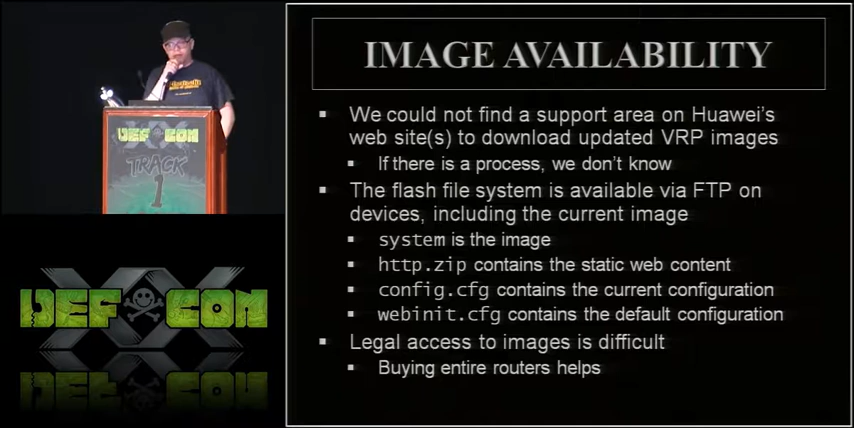 DEF CON
TRACK
1
DEF CON
XX
IMAGE AVAILABILITY
▪ We could not find a support area on Huawei's
web site(s) to download updated VRP images
▪ If there is a process, we don't know
▪ The flash file system is available via FTP on
devices, including the current image
▪ system is the image
▪ http.zip contains the static web content
▪ config.cfg contains the current configuration
▪ webinit.cfg contains the default configuration
▪ Legal access to images is difficult
▪ Buying entire routers helps